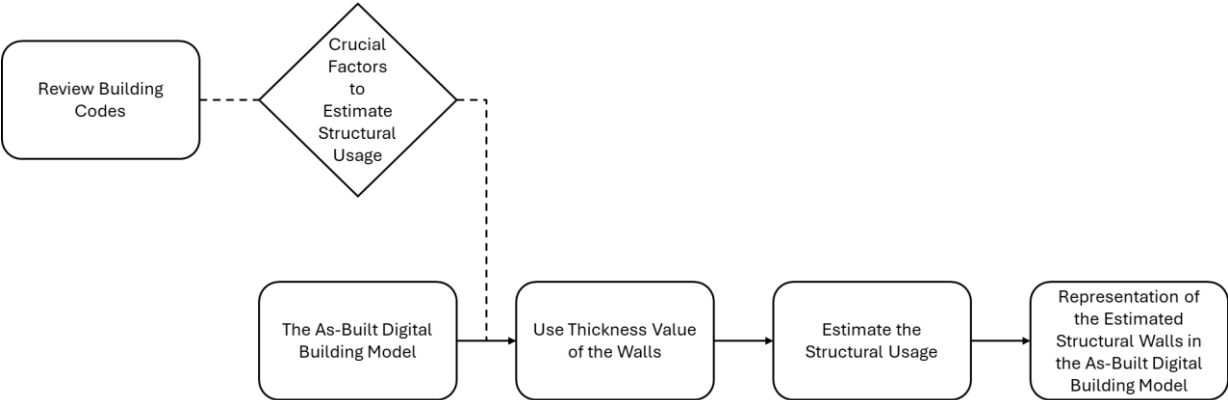 Review Building
Codes
Crucial
Factors
to
Estimate
Structural
Usage
The As-Built Digital
Building Model
Use Thickness Value
of the Walls
Estimate the
Structural Usage
Representation of
the Estimated
Structural Walls in
the As-Built Digital
Building Model